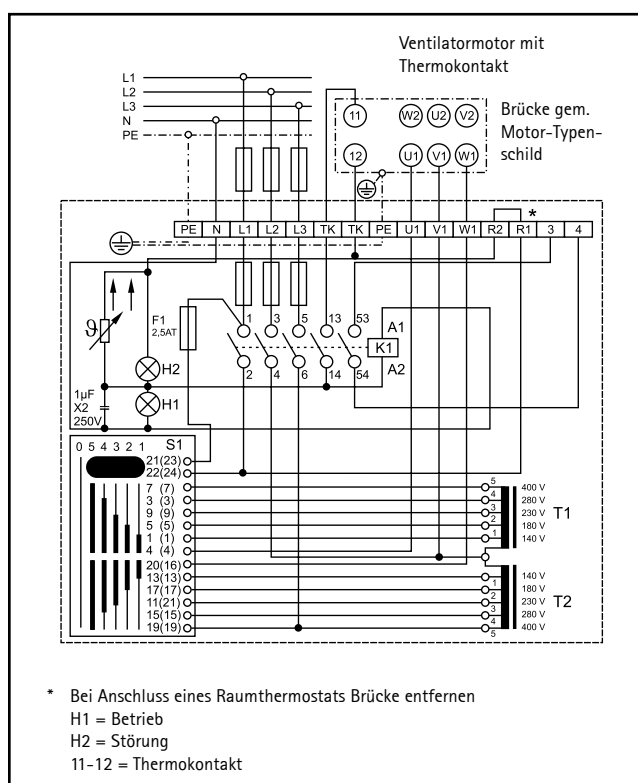 Ventilatormotor mit
Thermokontakt
L1
L2
L3
N
PE
11
W2 U2 V2
12
U1 V1 W1
Brücke gem.
Motor-Typen-
schild
*
PE N L1 L2 L3 TK TK PE U1 V1 W1 R2 R1 3 4
F1
2,5AT
1 3 5 13 53
A1
K1
A2
2 4 6 14 54
ϑ
H2
H1
1µF
X2
250V
0 5 4 3 2 1 S1
21(23)
22(24)
7 (7)
3 (3)
9 (9)
5 (5)
1 (1)
4 (4)
20(16)
13(13)
17(17)
11(21)
15(15)
19(19)
5 400 V
4 280 V
3 230 V
2 180 V
1 140 V
T1
140 V
1 180 V
2 230 V
3 280 V
4 400 V
5
T2
* Bei Anschluss eines Raumthermostats Brücke entfernen
H1 = Betrieb
H2 = Störung
11-12 = Thermokontakt